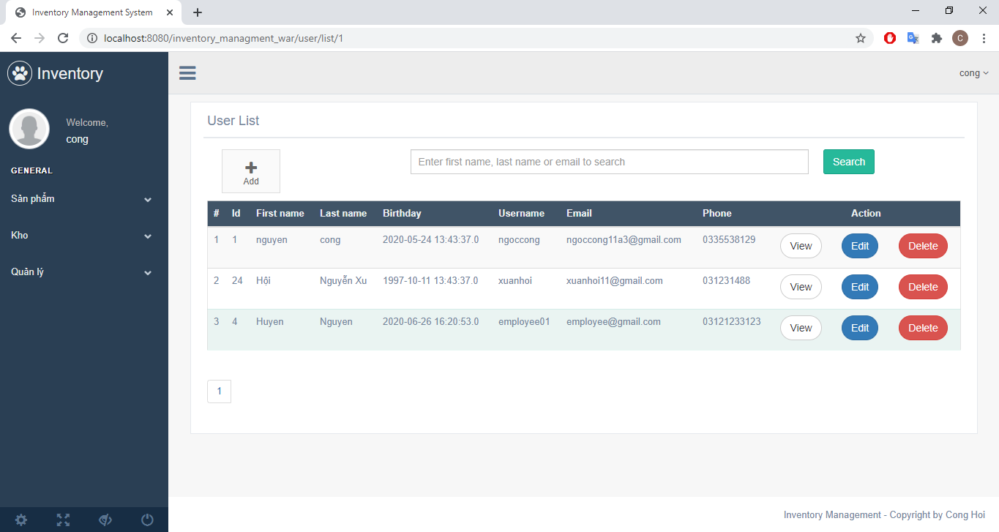 Inventory Management System
localhost:8080/inventory_managment_war/user/list/1
C
Inventory
cong
Welcome,
cong
GENERAL
Sản phẩm
Kho
Quản lý
User List
Add
Enter first name, last name or email to search
Search
# Id First name Last name Birthday Username Email Phone Action
1 1 nguyen cong 2020-05-24 13:43:37.0 ngoccong ngoccong11a3@gmail.com 0335538129 View Edit Delete
2 24 Hội Nguyễn Xu 1997-10-11 13:43:37.0 xuanhoi xuanhoi11@gmail.com 031231488 View Edit Delete
3 4 Huyen Nguyen 2020-06-26 16:20:53.0 employee01 employee@gmail.com 03121233123 View Edit Delete
1
Inventory Management - Copyright by Cong Hoi